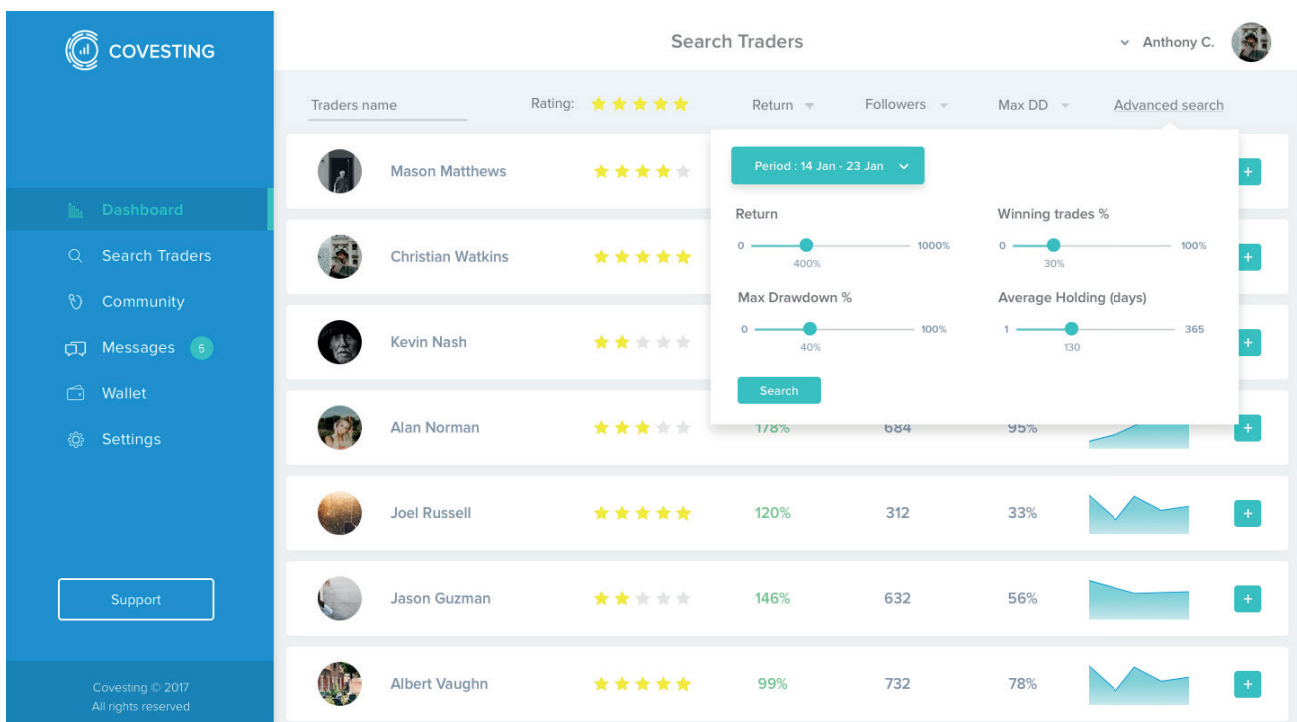 COVESTING
Search Traders
Anthony C.
Traders name
Rating:
Return
Followers
Max DD
Advanced search
Dashboard
Search Traders
Community
Messages 5
Wallet
Settings
Support
Covesting © 2017
All rights reserved
Period : 14 Jan - 23 Jan
Return
0 1000%
400%
Winning trades %
0 100%
30%
Max Drawdown %
0 100%
40%
Average Holding (days)
1 365
130
Search
Mason Matthews +
Christian Watkins +
Kevin Nash +
Alan Norman 178% 684 95% +
Joel Russell 120% 312 33% +
Jason Guzman 146% 632 56% +
Albert Vaughn 99% 732 78% +